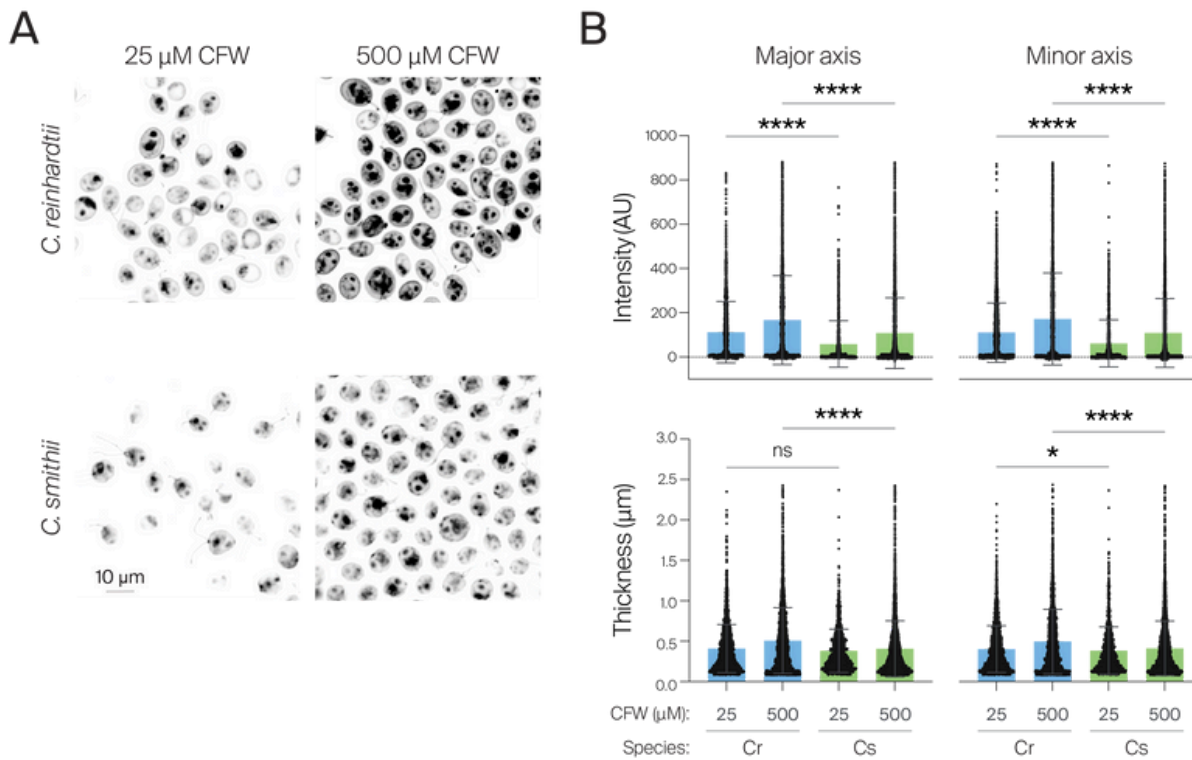 A
25 µM CFW
500 µM CFW
C. reinhardtii
C. smithii
10 µm
B
Major axis
Minor axis
****
****
****
****
Intensity (AU)
1000
800
600
400
200
0
****
****
ns
*
Thickness (µm)
3.0
2.5
2.0
1.5
1.0
0.5
0.0
CFW (µM): 25 500 25 500 25 500 25 500
Species: Cr Cs Cr Cs